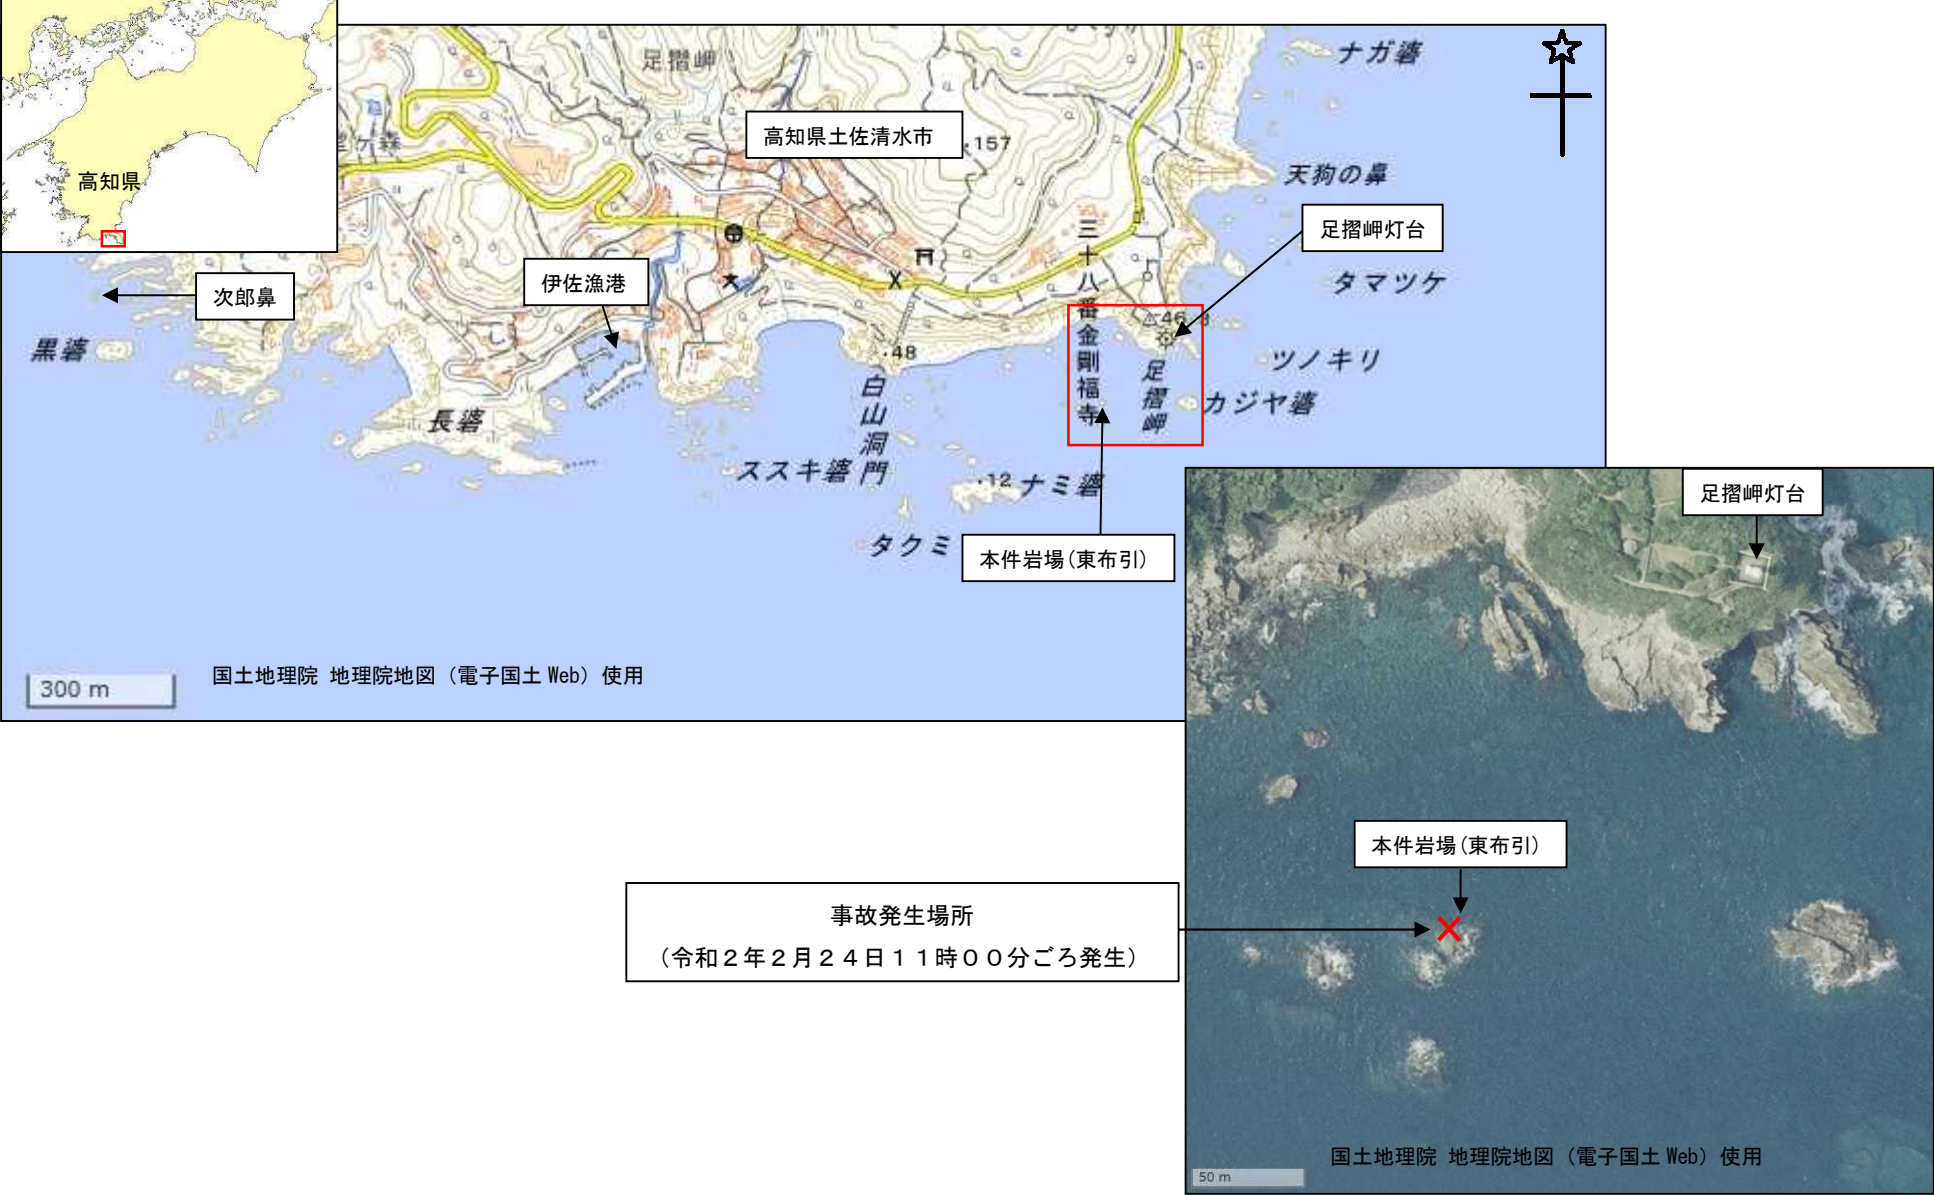 高知県
足摺岬
高知県土佐清水市
157
ナガ碆
天狗の鼻
足摺岬灯台
タマツケ
ツノキリ
カジヤ碆
次郎鼻
黒碆
伊佐漁港
長碆
48
白山洞門
三十八番金剛福寺
46
足摺岬
ススキ碆
12
ナミ碆
タクミ
本件岩場(東布引)
300 m
国土地理院 地理院地図（電子国土 Web）使用
足摺岬灯台
本件岩場(東布引)
事故発生場所
（令和２年２月２４日１１時００分ごろ発生）
国土地理院 地理院地図（電子国土 Web）使用
50 m